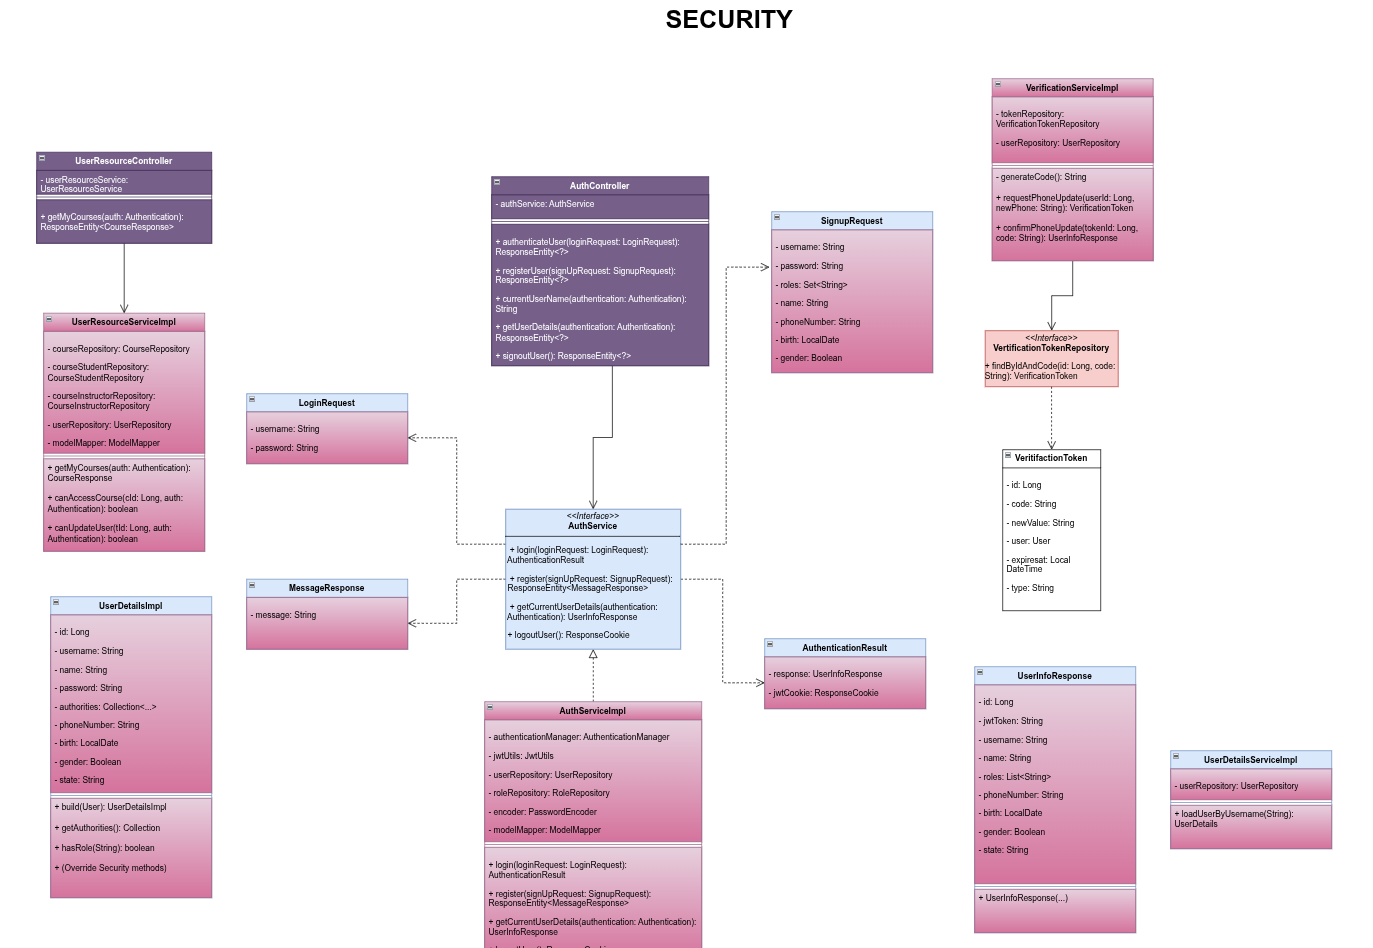 SECURITY
UserResourceController
- userResourceService:
UserResourceService
+ getMyCourses(auth: Authentication):
ResponseEntity<CourseResponse>
UserResourceServiceImpl
- courseRepository: CourseRepository
- courseStudentRepository:
CourseStudentRepository
- courseInstructorRepository:
CourseInstructorRepository
- userRepository: UserRepository
- modelMapper: ModelMapper
+ getMyCourses(auth: Authentication):
CourseResponse
+ canAccessCourse(cId: Long, auth:
Authentication): boolean
+ canUpdateUser(tId: Long, auth:
Authentication): boolean
UserDetailsImpl
- id: Long
- username: String
- name: String
- password: String
- authorities: Collection<...>
- phoneNumber: String
- birth: LocalDate
- gender: Boolean
- state: String
+ build(User): UserDetailsImpl
+ getAuthorities(): Collection
+ hasRole(String): boolean
+ (Override Security methods)
LoginRequest
- username: String
- password: String
MessageResponse
- message: String
AuthController
- authService: AuthService
+ authenticateUser(loginRequest: LoginRequest):
ResponseEntity<?>
+ registerUser(signUpRequest: SignupRequest):
ResponseEntity<?>
+ currentUserName(authentication: Authentication):
String
+ getUserDetails(authentication: Authentication):
ResponseEntity<?>
+ signoutUser(): ResponseEntity<?>
<<Interface>>
AuthService
+ login(loginRequest: LoginRequest):
AuthenticationResult
+ register(signUpRequest: SignupRequest):
ResponseEntity<MessageResponse>
+ getCurrentUserDetails(authentication:
Authentication): UserInfoResponse
+ logoutUser(): ResponseCookie
AuthServiceImpl
- authenticationManager: AuthenticationManager
- jwtUtils: JwtUtils
- userRepository: UserRepository
- roleRepository: RoleRepository
- encoder: PasswordEncoder
- modelMapper: ModelMapper
+ login(loginRequest: LoginRequest):
AuthenticationResult
+ register(signUpRequest: SignupRequest):
ResponseEntity<MessageResponse>
+ getCurrentUserDetails(authentication: Authentication):
UserInfoResponse
SignupRequest
- username: String
- password: String
- roles: Set<String>
- name: String
- phoneNumber: String
- birth: LocalDate
- gender: Boolean
AuthenticationResult
- response: UserInfoResponse
- jwtCookie: ResponseCookie
VerificationServiceImpl
- tokenRepository:
VerificationTokenRepository
- userRepository: UserRepository
- generateCode(): String
+ requestPhoneUpdate(userId: Long,
newPhone: String): VerificationToken
+ confirmPhoneUpdate(tokenId: Long,
code: String): UserInfoResponse
<<Interface>>
VertificationTokenRepository
+ findByIdAndCode(id: Long, code:
String): VerificationToken
VeritifactionToken
- id: Long
- code: String
- newValue: String
- user: User
- expiresat: Local
DateTime
- type: String
UserInfoResponse
- id: Long
- jwtToken: String
- username: String
- name: String
- roles: List<String>
- phoneNumber: String
- birth: LocalDate
- gender: Boolean
- state: String
+ UserInfoResponse(...)
UserDetailsServiceImpl
- userRepository: UserRepository
+ loadUserByUsername(String):
UserDetails